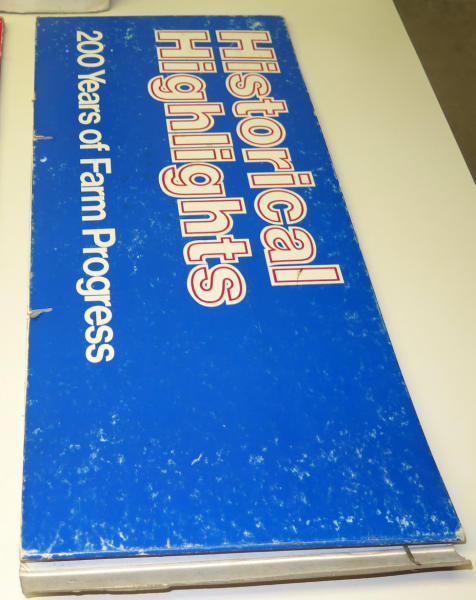 Historical
Highlights
200 Years of Farm Progress